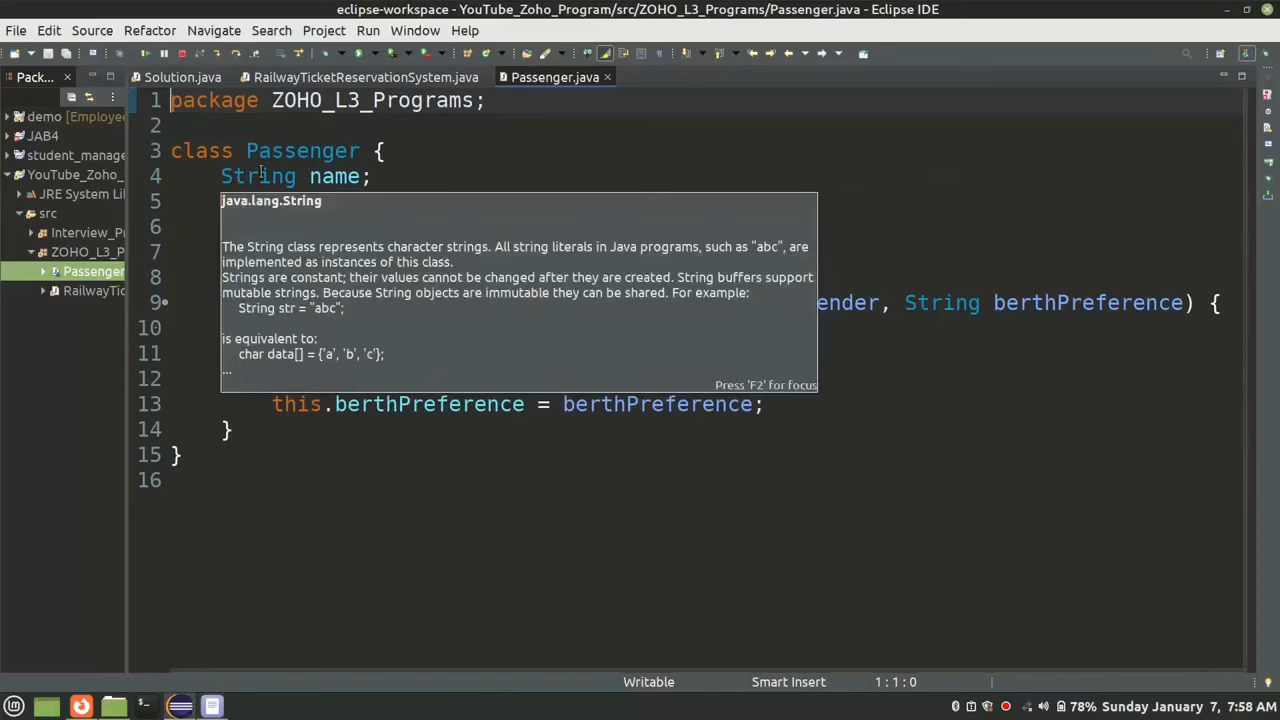 eclipse-workspace - YouTube_Zoho_Program/src/ZOHO_L3_Programs/Passenger.java - Eclipse IDE
File Edit Source Refactor Navigate Search Project Run Window Help
Pack... Solution.java RailwayTicketReservationSystem.java Passenger.java
demo [Employee
JAB4
student_manage
YouTube_Zoho_
JRE System Lib
src
Interview_Pr
ZOHO_L3_P
Passenger
RailwayTic
1 package ZOHO_L3_Programs;
2
3 class Passenger {
4 String name;
5
6
7
8
9 ender, String berthPreference) {
10
11
12
13 this.berthPreference = berthPreference;
14 }
15 }
16
java.lang.String
The String class represents character strings. All string literals in Java programs, such as "abc", are
implemented as instances of this class.
Strings are constant; their values cannot be changed after they are created. String buffers support
mutable strings. Because String objects are immutable they can be shared. For example:
String str = "abc";
is equivalent to:
char data[] = {'a', 'b', 'c'};
...
Press 'F2' for focus
Writable Smart Insert 1 : 1 : 0
78% Sunday January 7, 7:58 AM